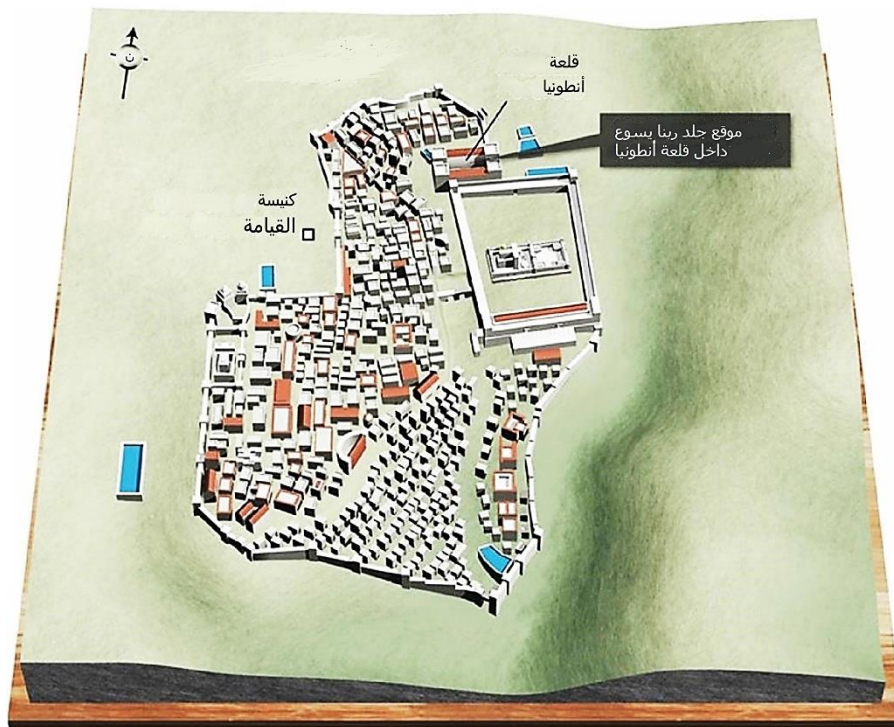 ن
قلعة
أنطونيا
موقع جلد ربنا يسوع
داخل قلعة أنطونيا
كنيسة
القيامة